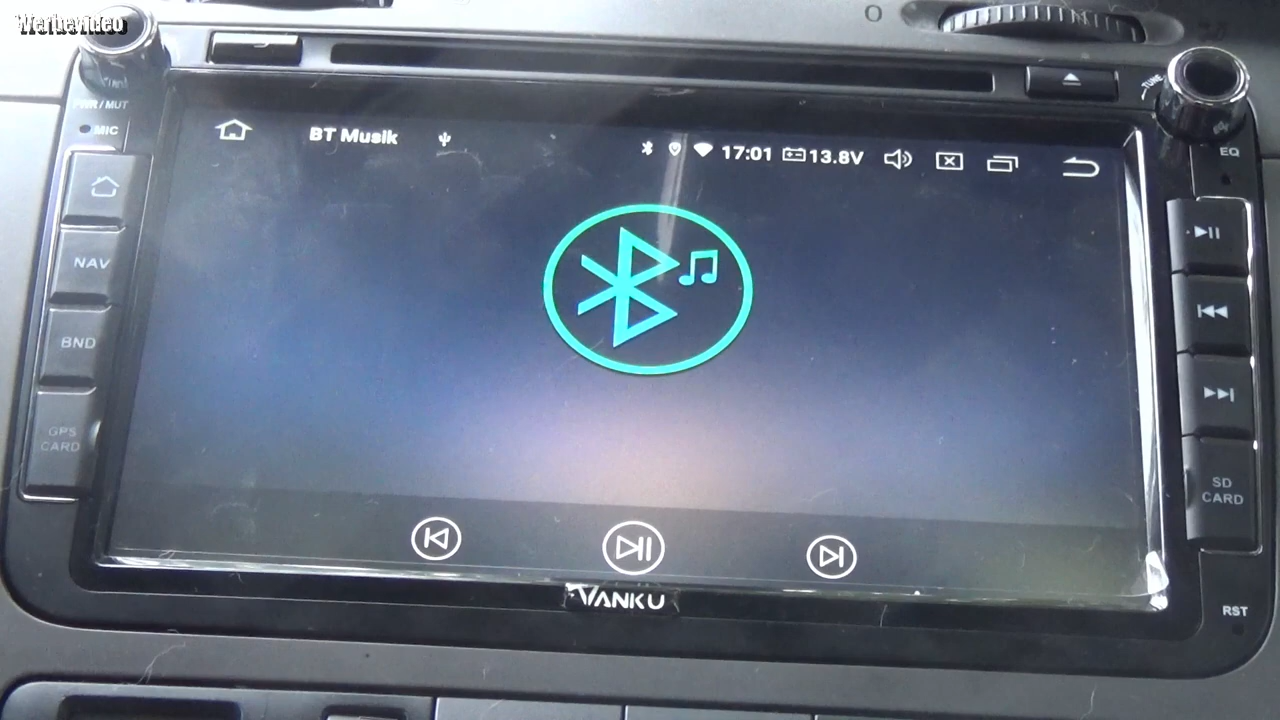 Werbevideo
O
PWR / MUT
MIC
TUNE
EQ
BT Musik
17:01
13.8V
NAV
BND
GPS
CARD
SD
CARD
VANKU
RST